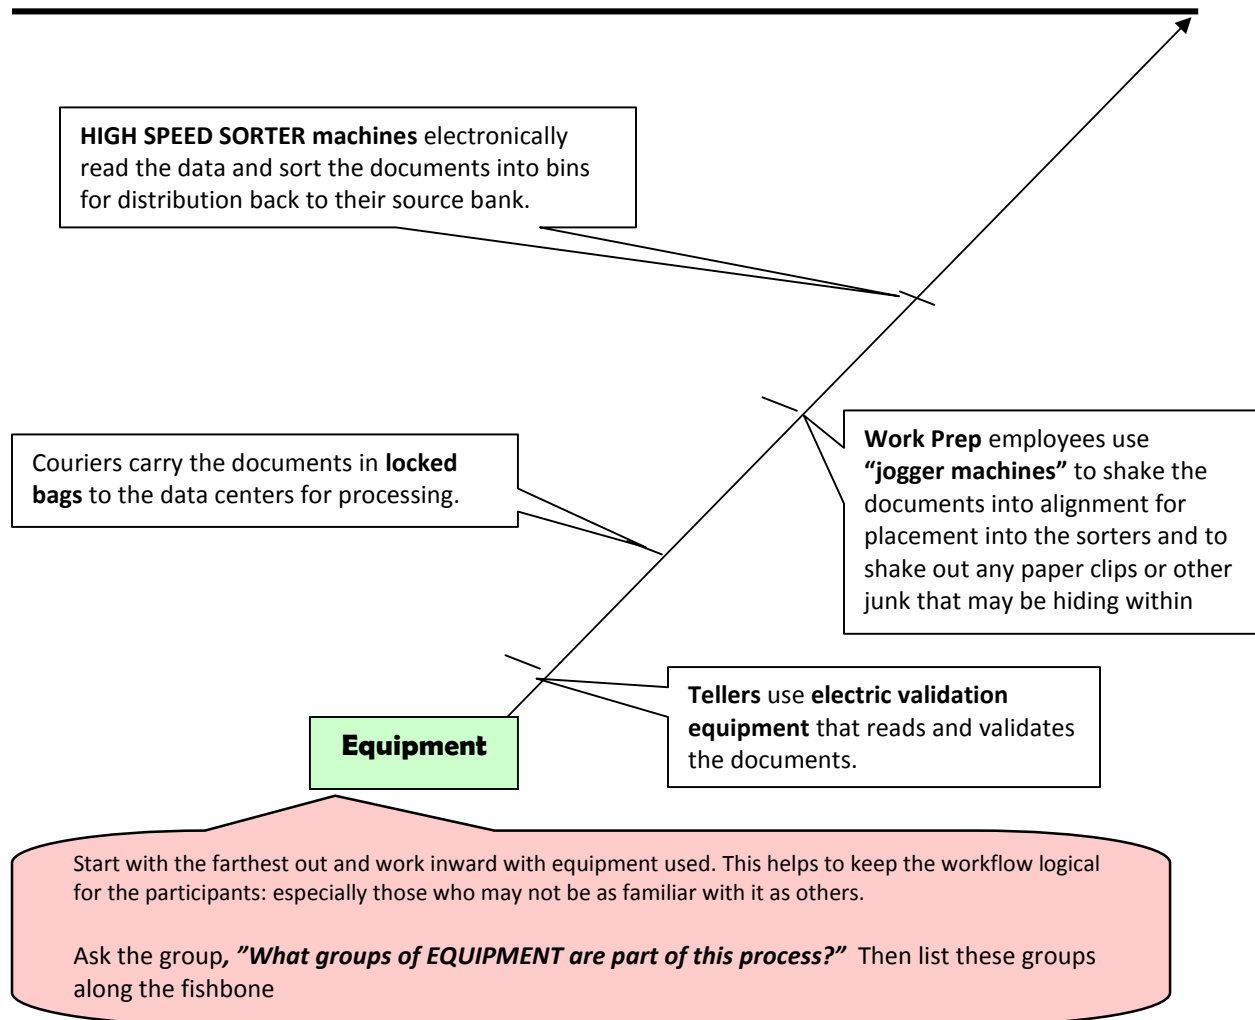 HIGH SPEED SORTER machines electronically
read the data and sort the documents into bins
for distribution back to their source bank.
Couriers carry the documents in locked
bags to the data centers for processing.
Work Prep employees use
“jogger machines” to shake the
documents into alignment for
placement into the sorters and to
shake out any paper clips or other
junk that may be hiding within
Tellers use electric validation
equipment that reads and validates
the documents.
Equipment
Start with the farthest out and work inward with equipment used. This helps to keep the workflow logical
for the participants: especially those who may not be as familiar with it as others.
Ask the group, ”What groups of EQUIPMENT are part of this process?” Then list these groups
along the fishbone